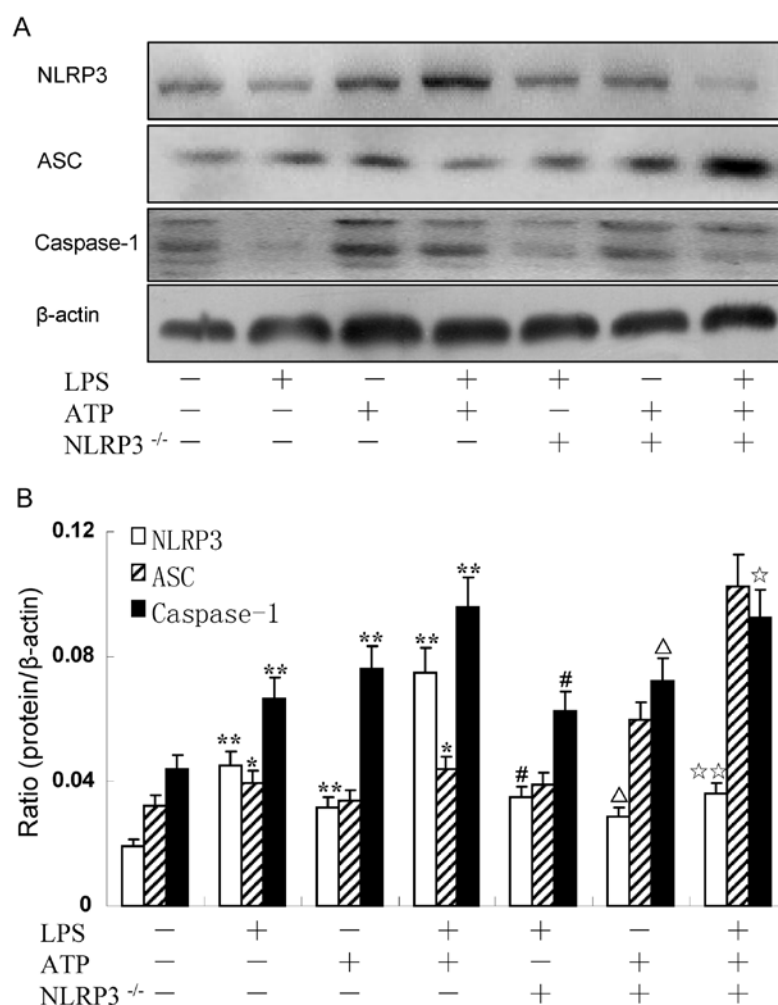 A
NLRP3
ASC
Caspase-1
β-actin
LPS − + − + + − +
ATP − − + + − + +
NLRP3 -/- − − − − + + +
B
0.12
NLRP3
ASC
Caspase-1
** * ** ** ** ** * ** # # △ △ ☆☆ ☆
0.08
0.04
0
Ratio (protein/β-actin)
LPS − + − + + − +
ATP − − + + − + +
NLRP3 -/- − − − − + + +